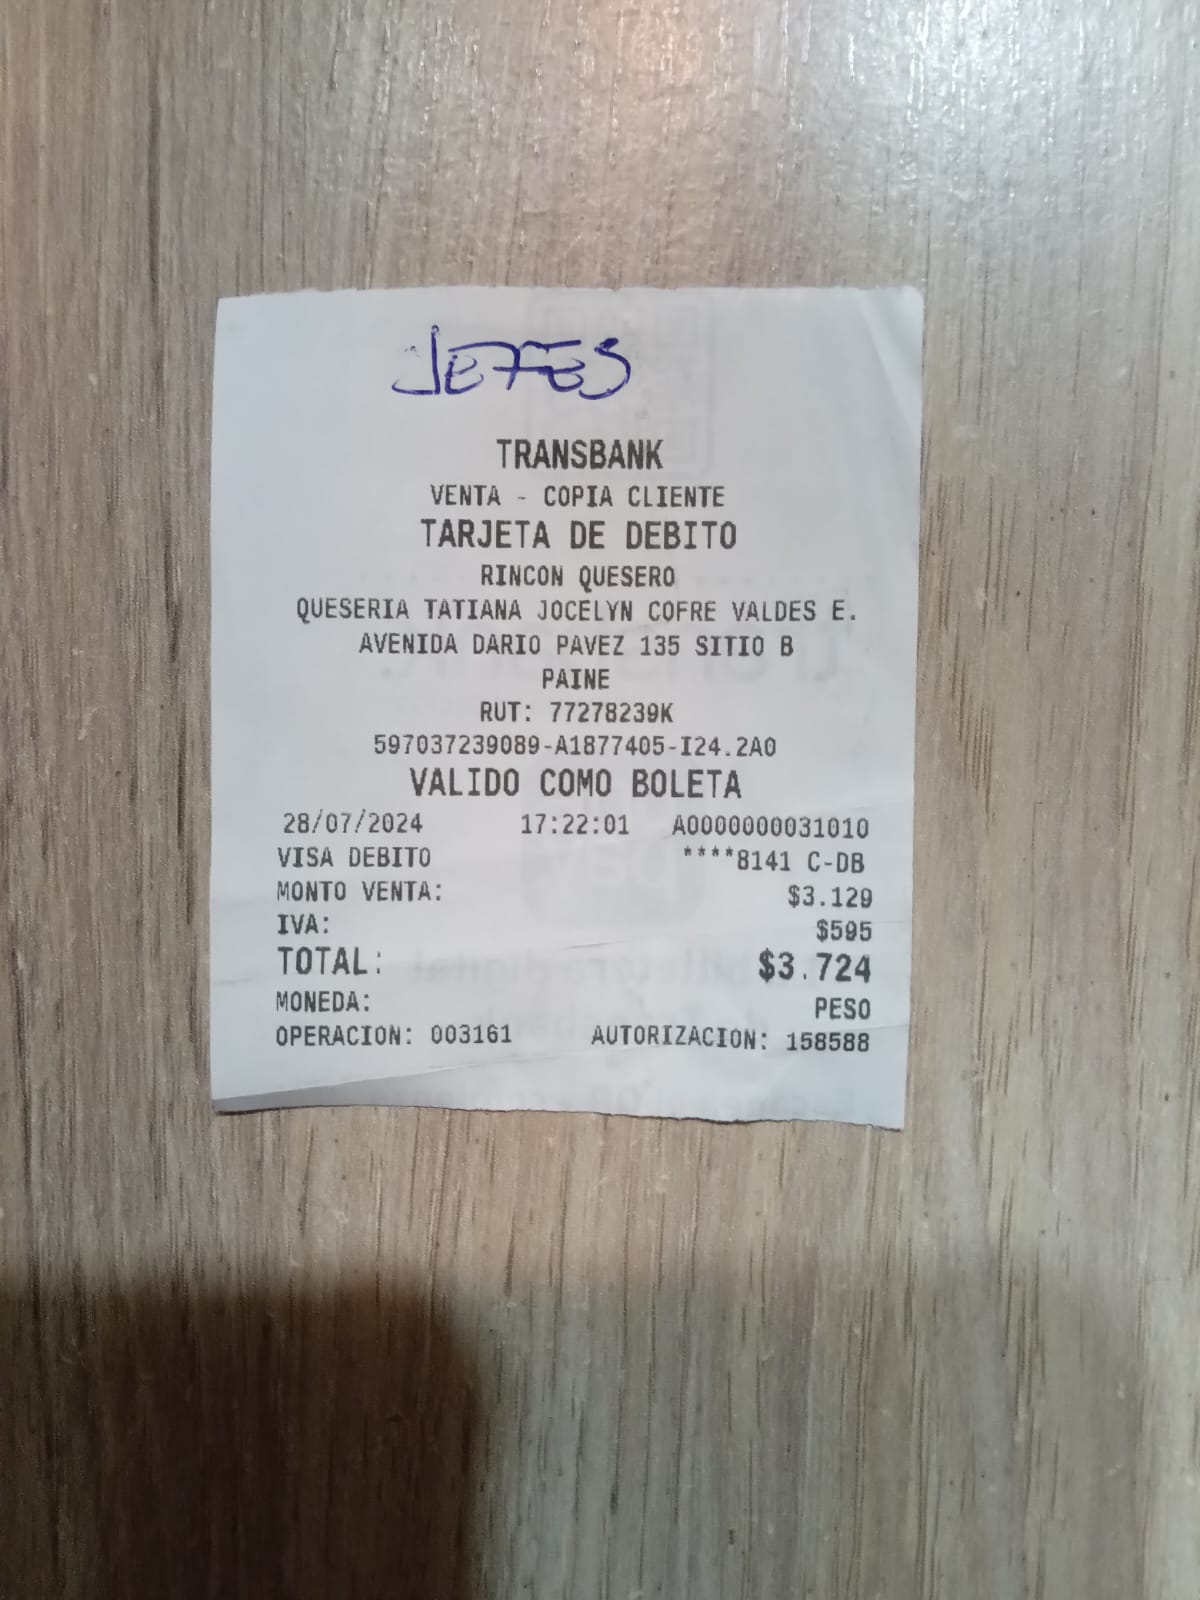 JEFES
TRANSBANK
VENTA - COPIA CLIENTE
TARJETA DE DEBITO
RINCON QUESERO
QUESERIA TATIANA JOCELYN COFRE VALDES E.
AVENIDA DARIO PAVEZ 135 SITIO B
PAINE
RUT: 77278239K
597037239089-A1877405-I24.2A0
VALIDO COMO BOLETA
28/07/2024 17:22:01 A0000000031010
VISA DEBITO ****8141 C-DB
MONTO VENTA: $3.129
IVA: $595
TOTAL: $3.724
MONEDA: PESO
OPERACION: 003161 AUTORIZACION: 158588